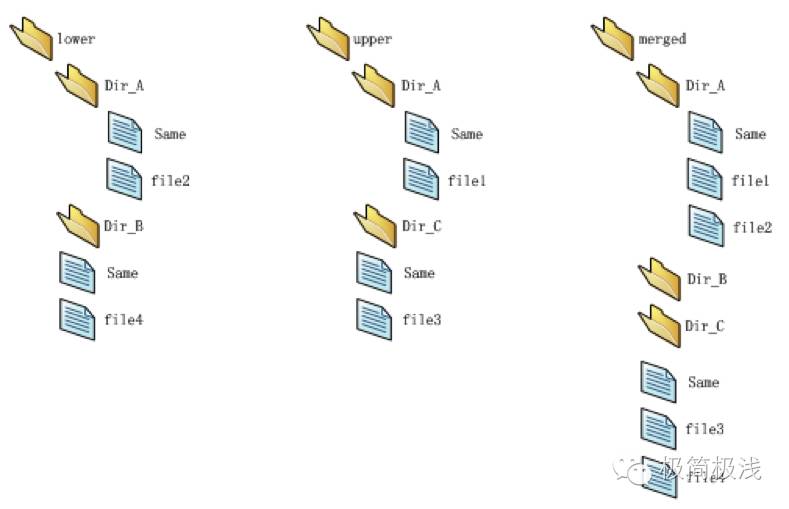 lower
Dir_A
Same
file2
Dir_B
Same
file4
upper
Dir_A
Same
file1
Dir_C
Same
file3
merged
Dir_A
Same
file1
file2
Dir_B
Dir_C
Same
file3
file4
极简极浅